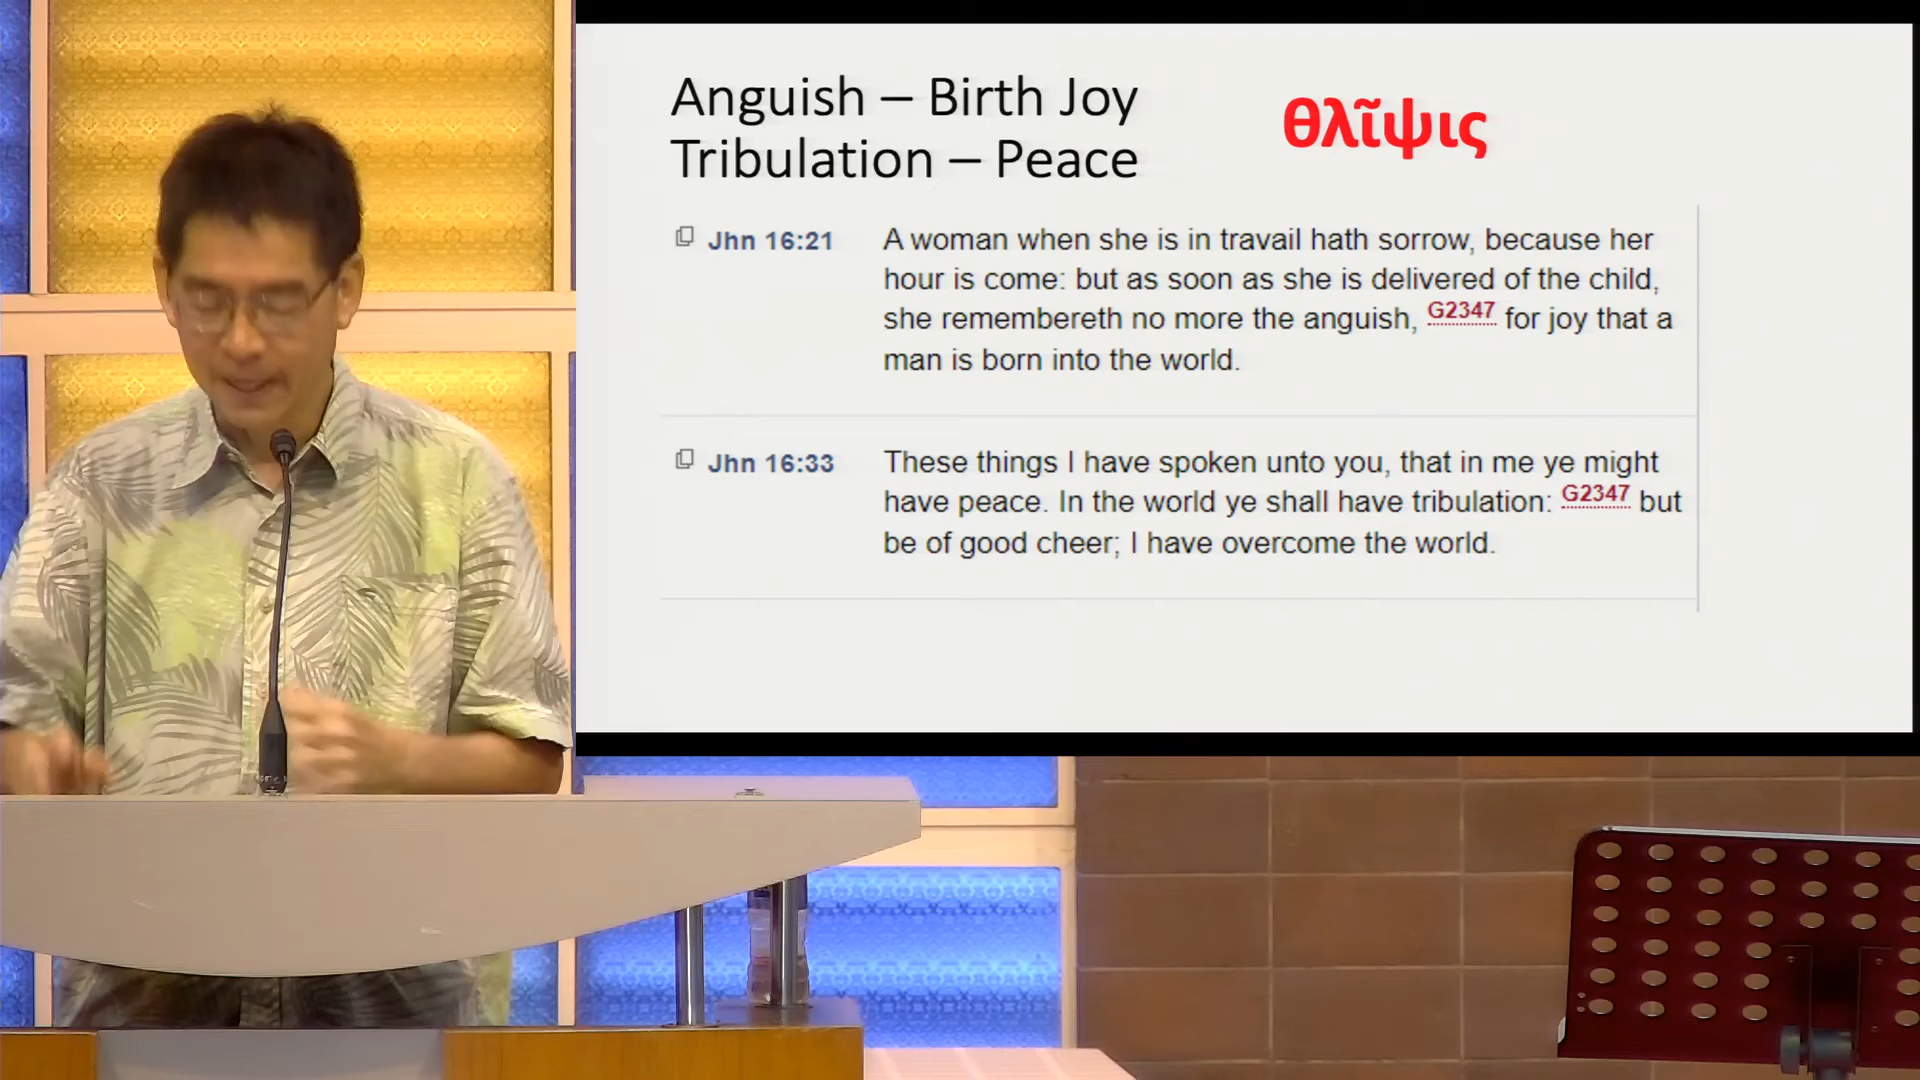 Anguish – Birth Joy
Tribulation – Peace
θλῖψις
Jhn 16:21
A woman when she is in travail hath sorrow, because her
hour is come: but as soon as she is delivered of the child,
she remembereth no more the anguish, G2347 for joy that a
man is born into the world.
Jhn 16:33
These things I have spoken unto you, that in me ye might
have peace. In the world ye shall have tribulation: G2347 but
be of good cheer; I have overcome the world.